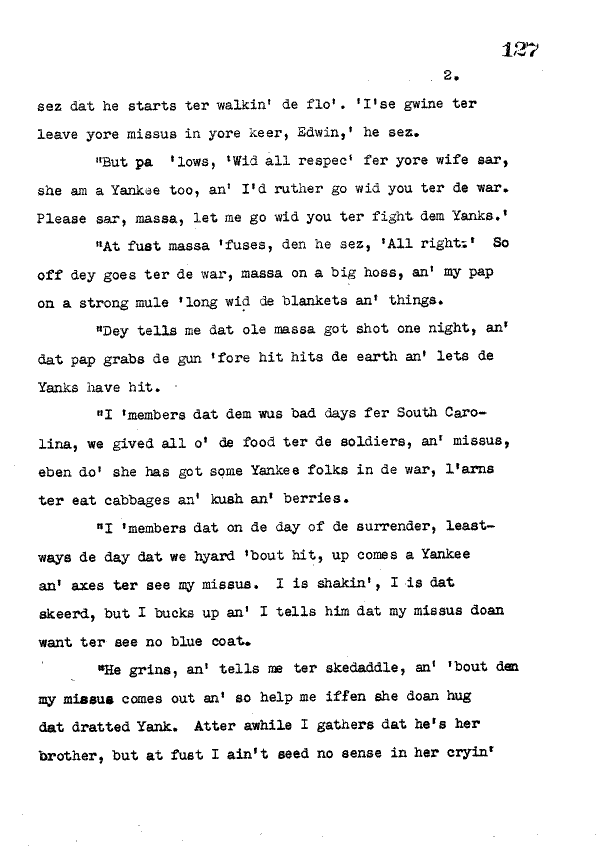 127
2.
sez dat he starts ter walkin' de flo'. 'I'se gwine ter
leave yore missus in yore keer, Edwin,' he sez.
"But pa 'lows, 'Wid all respec' fer yore wife sar,
she am a Yankee too, an' I'd ruther go wid you ter de war.
Please sar, massa, let me go wid you ter fight dem Yanks.'
"At fust massa 'fuses, den he sez, 'All right.' So
off dey goes ter de war, massa on a big hoss, an' my pap
on a strong mule 'long wid de blankets an' things.
"Dey tells me dat ole massa got shot one night, an'
dat pap grabs de gun 'fore hit hits de earth an' lets de
Yanks have hit.
"I 'members dat dem wus bad days fer South Caro-
lina, we gived all o' de food ter de soldiers, an' missus,
eben do' she has got some Yankee folks in de war, l'arns
ter eat cabbages an' kush an' berries.
"I 'members dat on de day of de surrender, least-
ways de day dat we hyard 'bout hit, up comes a Yankee
an' axes ter see my missus. I is shakin', I is dat
skeerd, but I bucks up an' I tells him dat my missus doan
want ter see no blue coat.
"He grins, an' tells me ter skedaddle, an' 'bout den
my missus comes out an' so help me iffen she doan hug
dat dratted Yank. Atter awhile I gathers dat he's her
brother, but at fust I ain't seed no sense in her cryin'